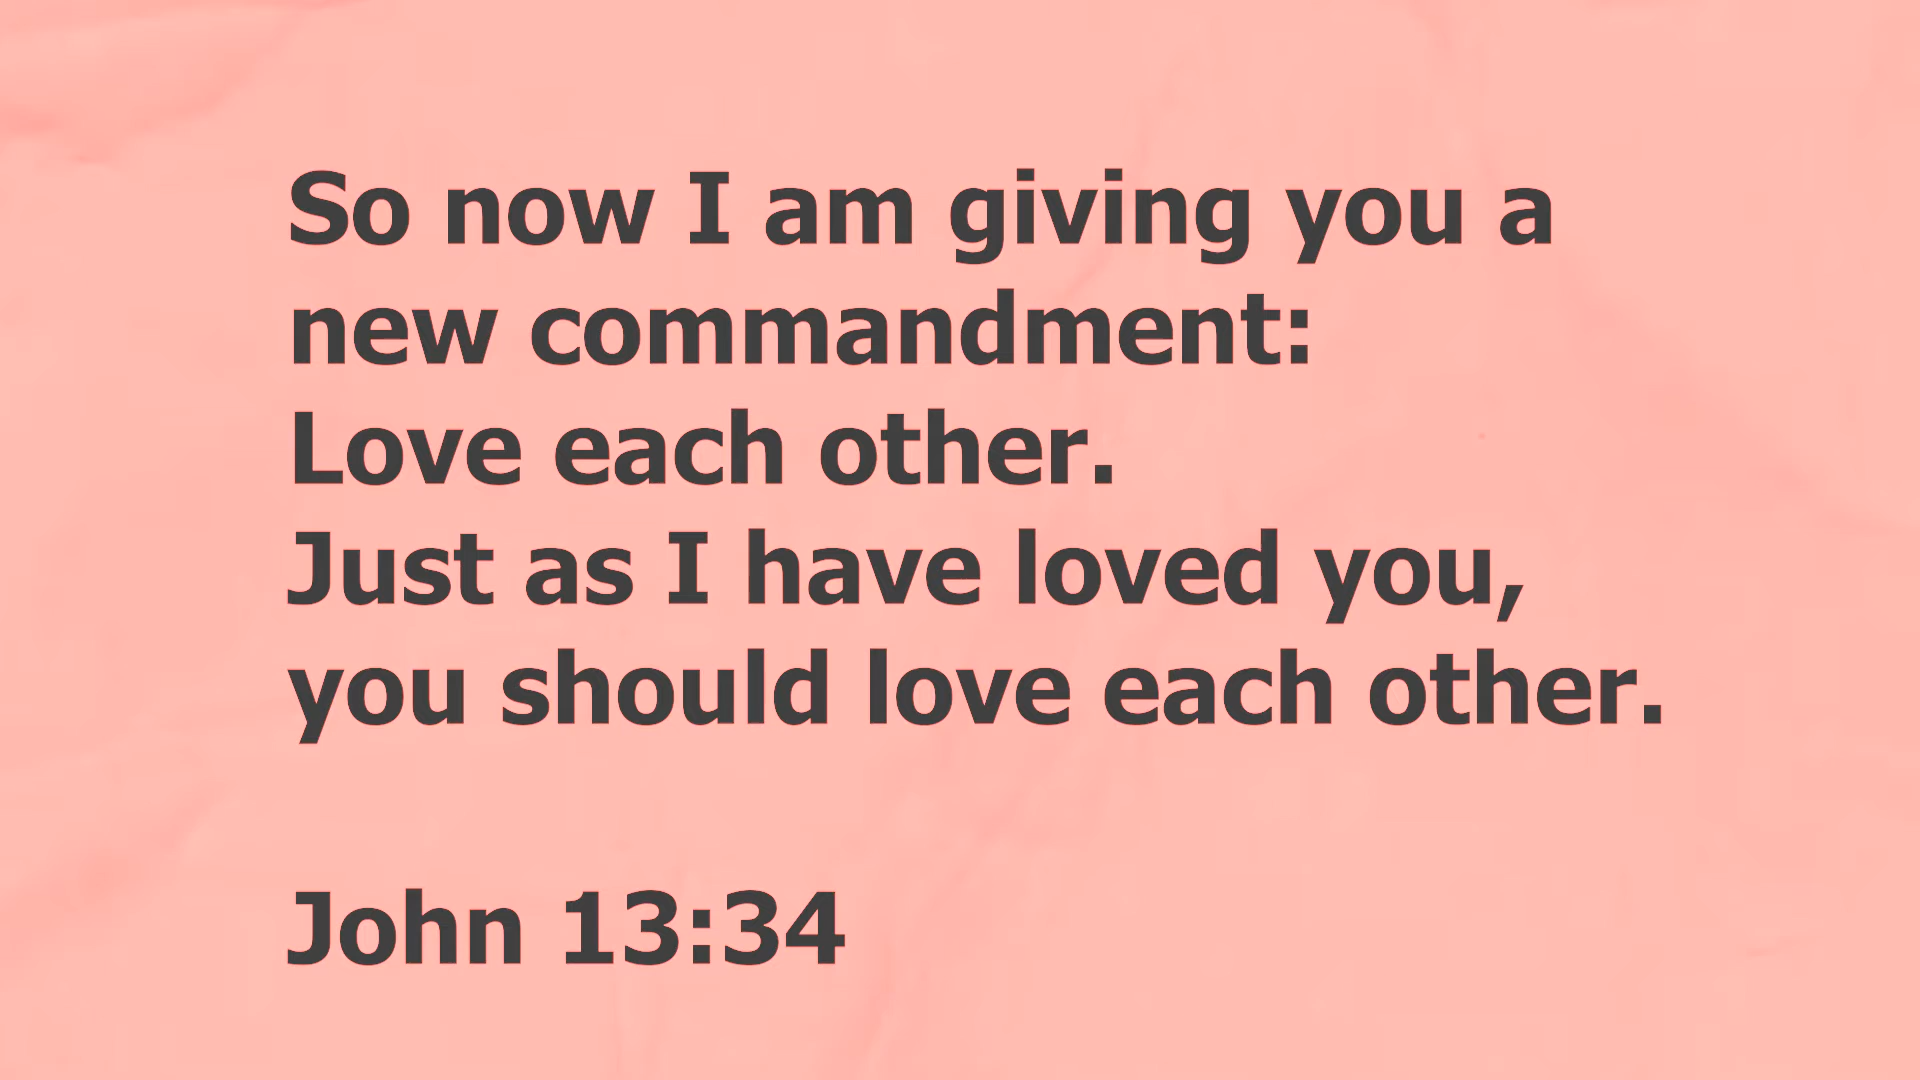 So now I am giving you a
new commandment:
Love each other.
Just as I have loved you,
you should love each other.
John 13:34